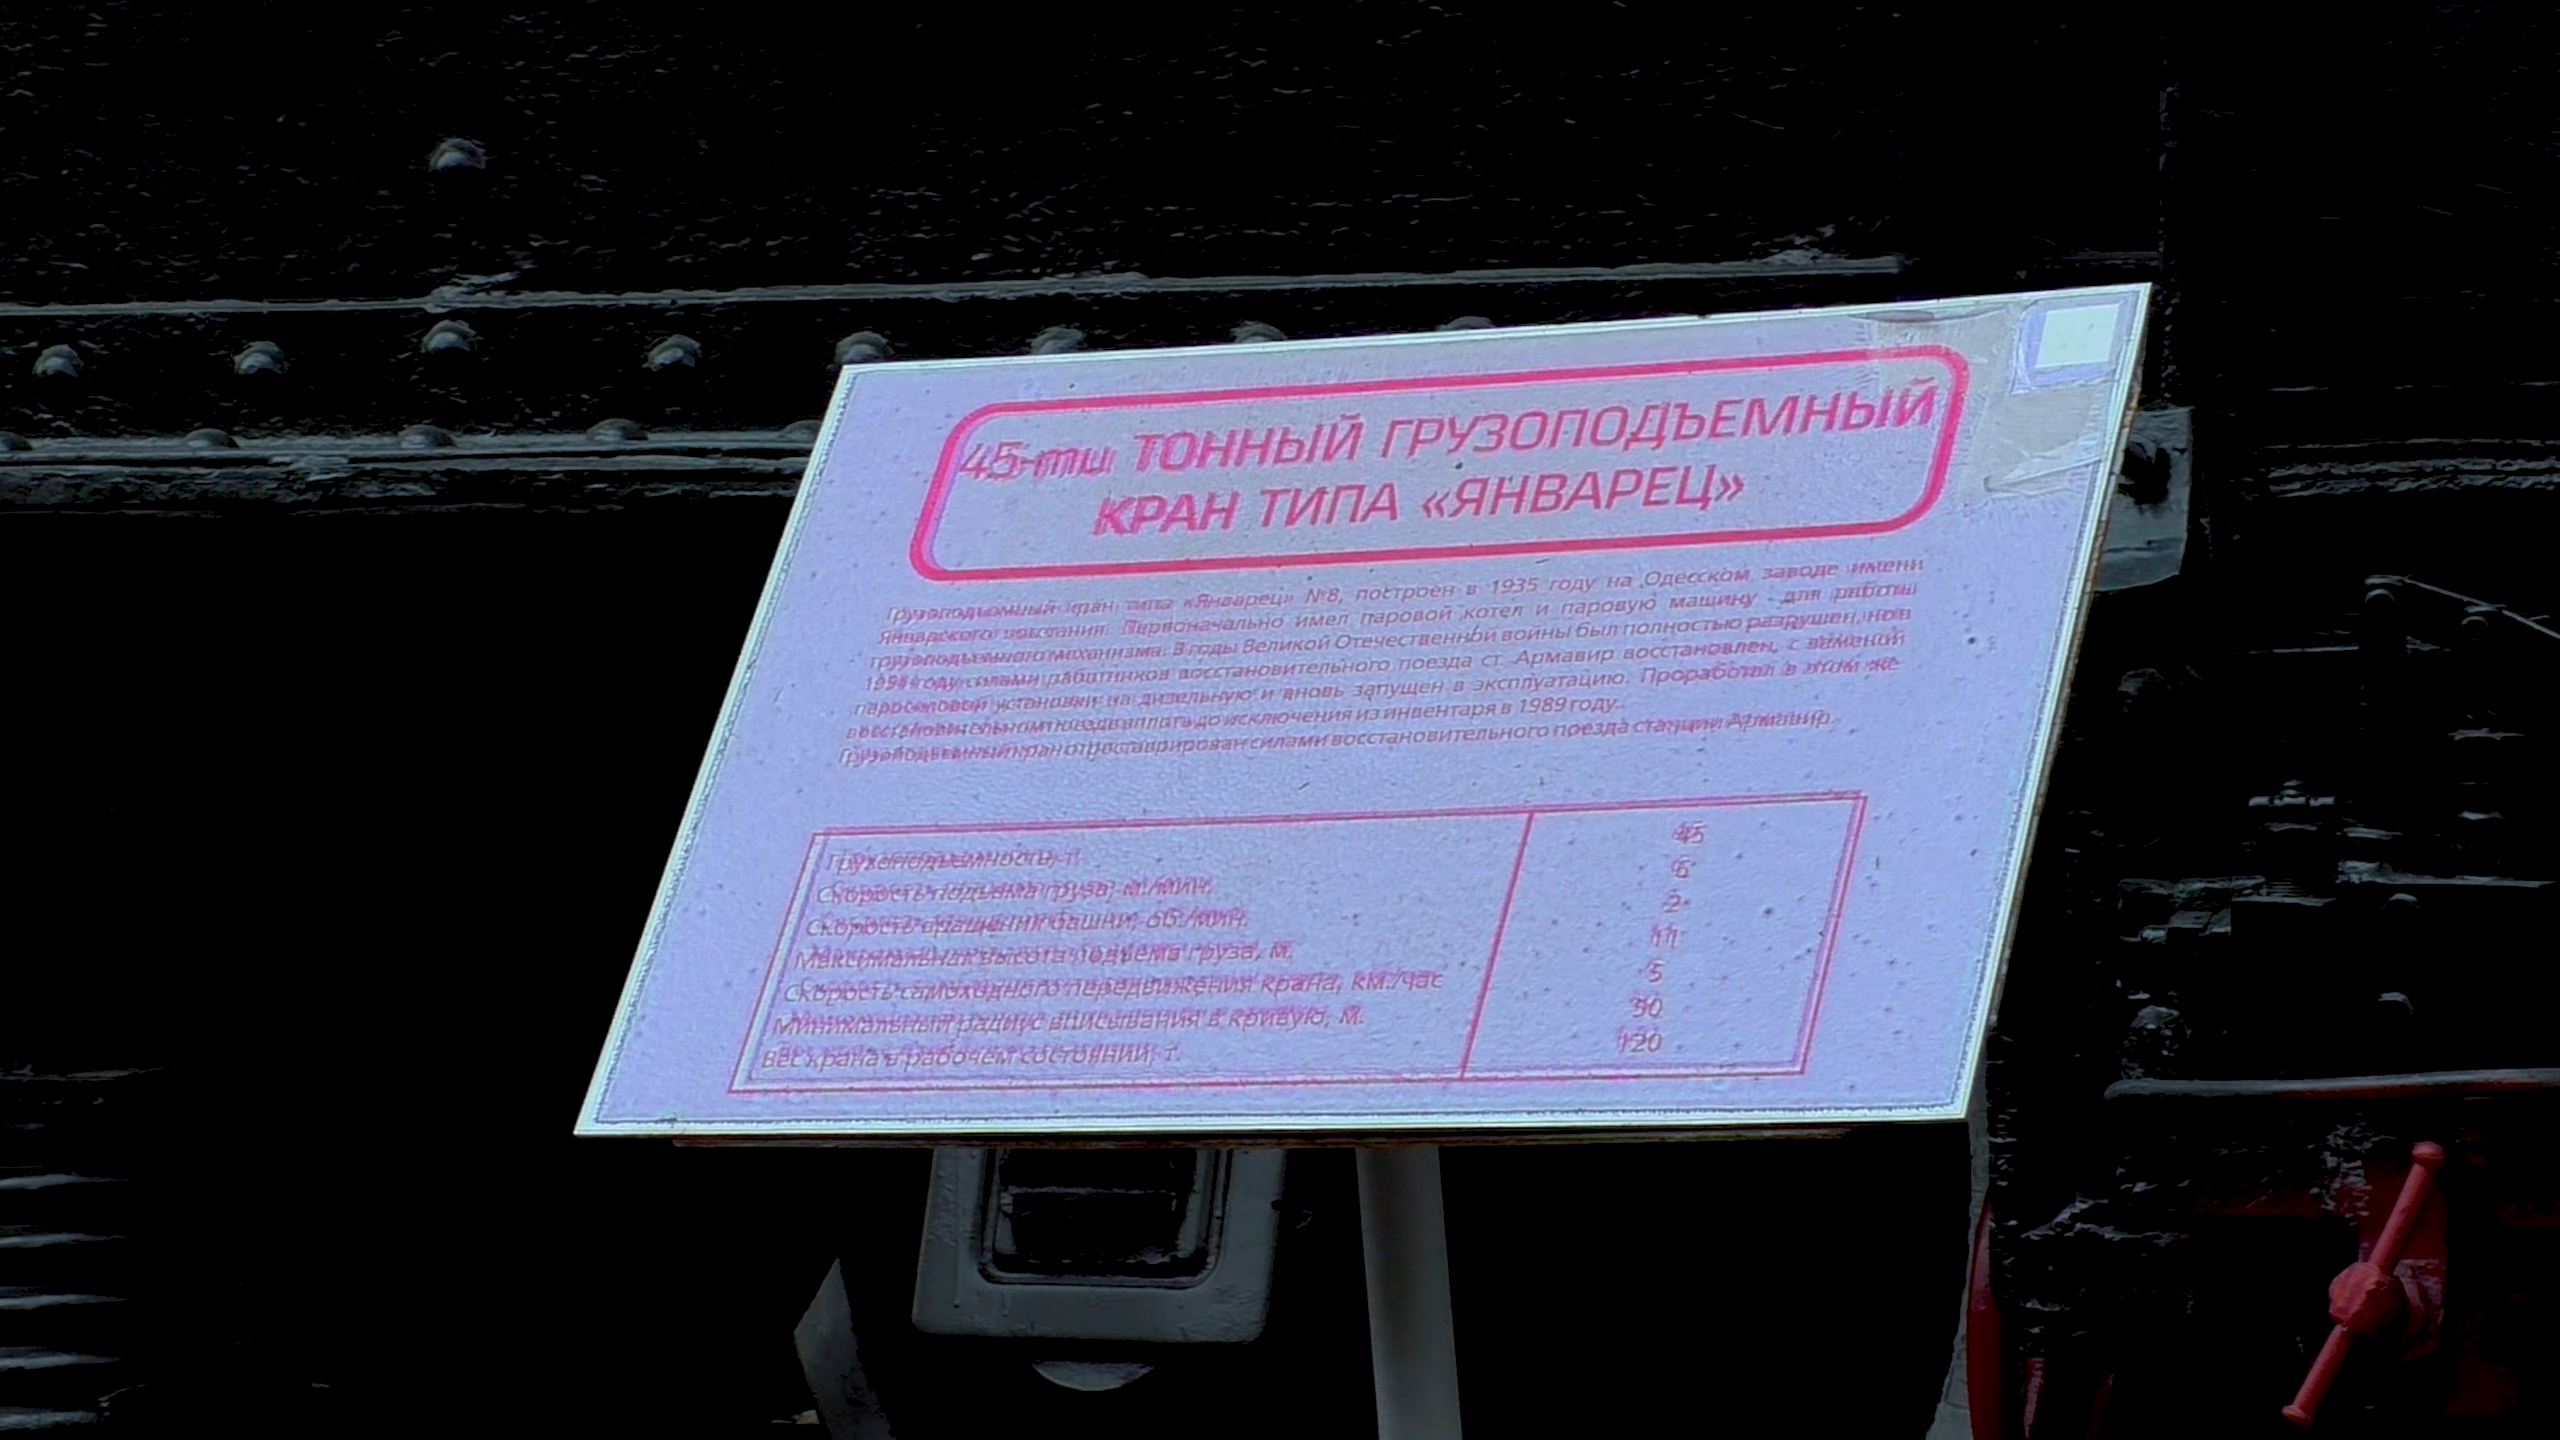 45-ти ТОННЫЙ ГРУЗОПОДЪЕМНЫЙ
КРАН ТИПА «ЯНВАРЕЦ»
Грузоподъемный кран типа «Январец» №8, построен в 1935 году на Одесском заводе имени
Январского восстания. Первоначально имел паровой котел и паровую машину для работы
грузоподъемного механизма. В годы Великой Отечественной войны был полностью разрушен, но в
году силами работников восстановительного поезда ст. Армавир восстановлен, с заменой
паросиловой установки на дизельную и вновь запущен в эксплуатацию. Проработал в этом же
восстановительном поезде вплоть до исключения из инвентаря в 1989 году.
Грузоподъемный кран отреставрирован силами восстановительного поезда станции Армавир.
Грузоподъемность, т. 45
Скорость подъема груза, м./мин. 6
Скорость вращения башни, об./мин. 2
Максимальная высота подъема груза, м. 11
Скорость самоходного передвижения крана, км./час 5
Минимальный радиус вписывания в кривую, м.
Вес крана в рабочем состоянии, т. 120